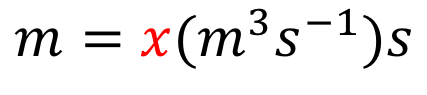 m = x(m³s⁻¹)s